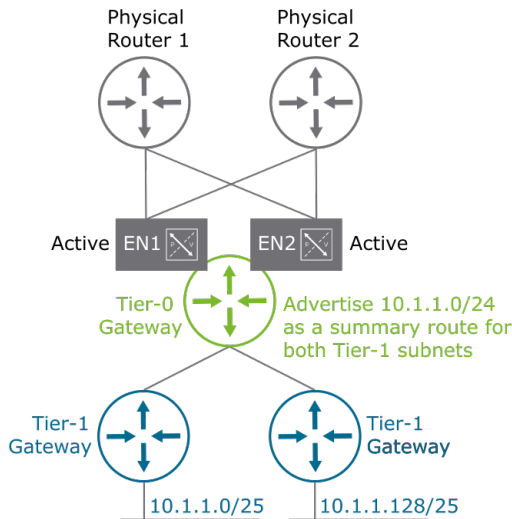 Physical
Router 1
Physical
Router 2
Active
EN1
P
V
EN2
P
V
Active
Tier-0
Gateway
Advertise 10.1.1.0/24
as a summary route for
both Tier-1 subnets
Tier-1
Gateway
Tier-1
Gateway
10.1.1.0/25
10.1.1.128/25